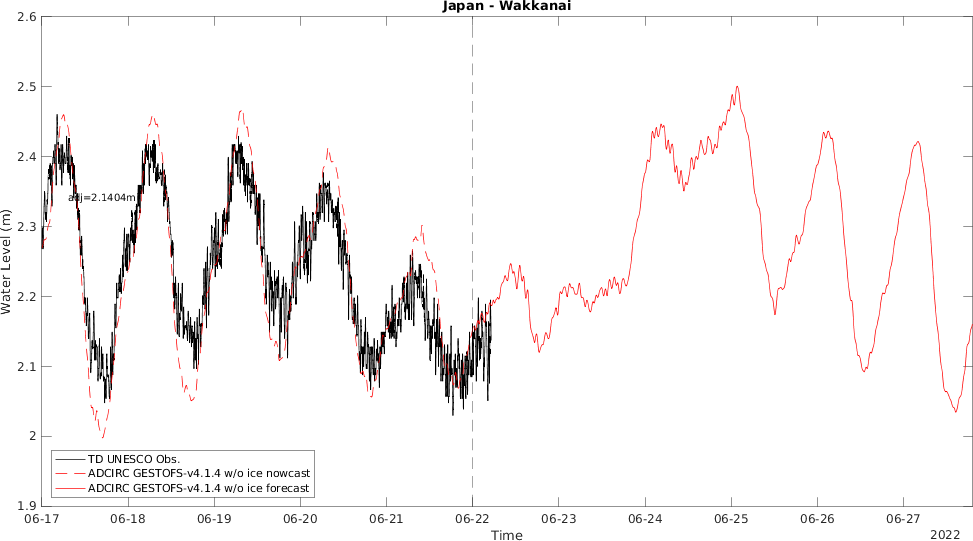 Japan - Wakkanai
2.6
2.5
2.4
2.3
2.2
2.1
2
1.9
Water Level (m)
adj=2.1404m
TD UNESCO Obs.
ADCIRC GESTOFS-v4.1.4 w/o ice nowcast
ADCIRC GESTOFS-v4.1.4 w/o ice forecast
06-17 06-18 06-19 06-20 06-21 06-22 06-23 06-24 06-25 06-26 06-27
Time
2022